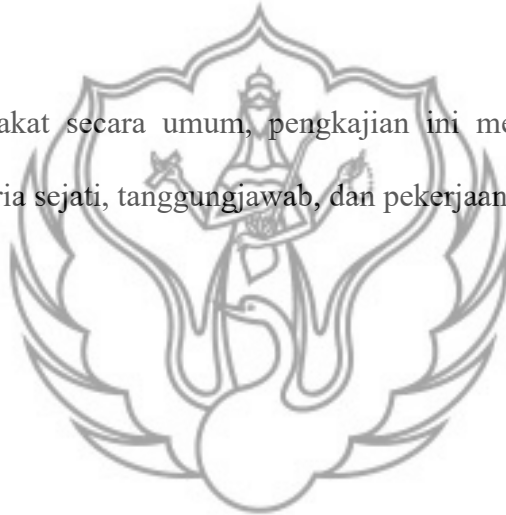 akat secara umum, pengkajian ini me
ria sejati, tanggungjawab, dan pekerjaan